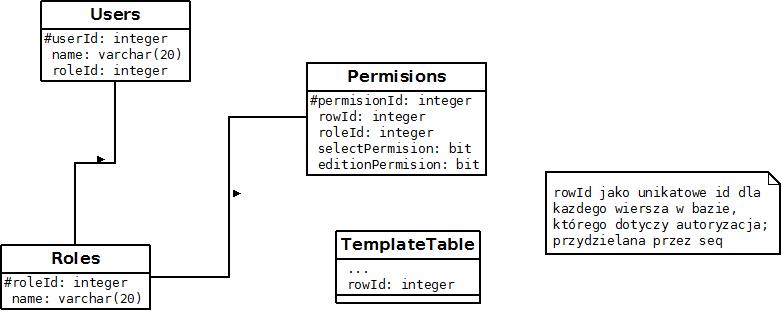 Users
#userId: integer
name: varchar(20)
roleId: integer
Permisions
#permisionId: integer
rowId: integer
roleId: integer
selectPermision: bit
editionPermision: bit
rowId jako unikatowe id dla
kazdego wiersza w bazie,
którego dotyczy autoryzacja;
przydzielana przez seq
TemplateTable
...
rowId: integer
Roles
#roleId: integer
name: varchar(20)